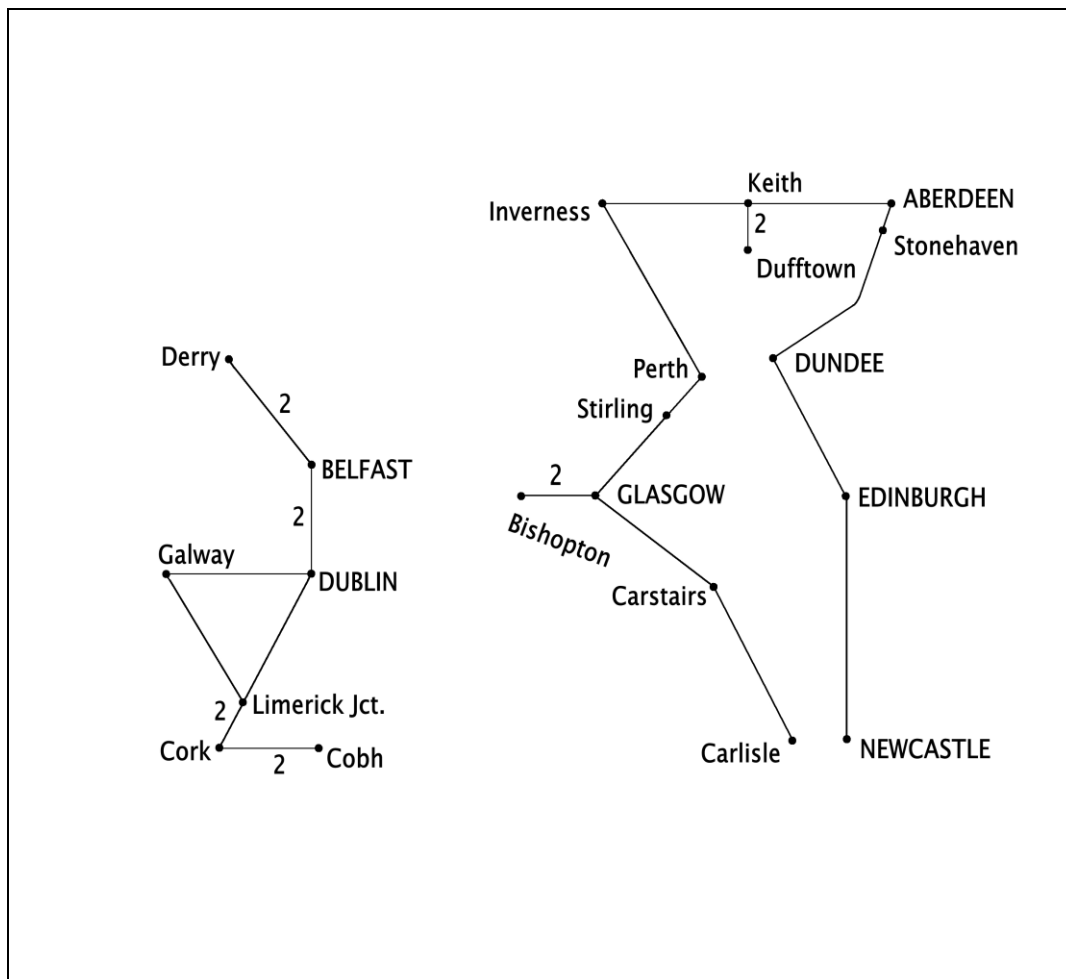 Keith
ABERDEEN
Inverness
2
Stonehaven
Dufftown
Derry
Perth
DUNDEE
2
Stirling
BELFAST
2
GLASGOW
EDINBURGH
2
Bishopton
Galway
DUBLIN
Carstairs
2
Limerick Jct.
Cork
2
Cobh
Carlisle
NEWCASTLE